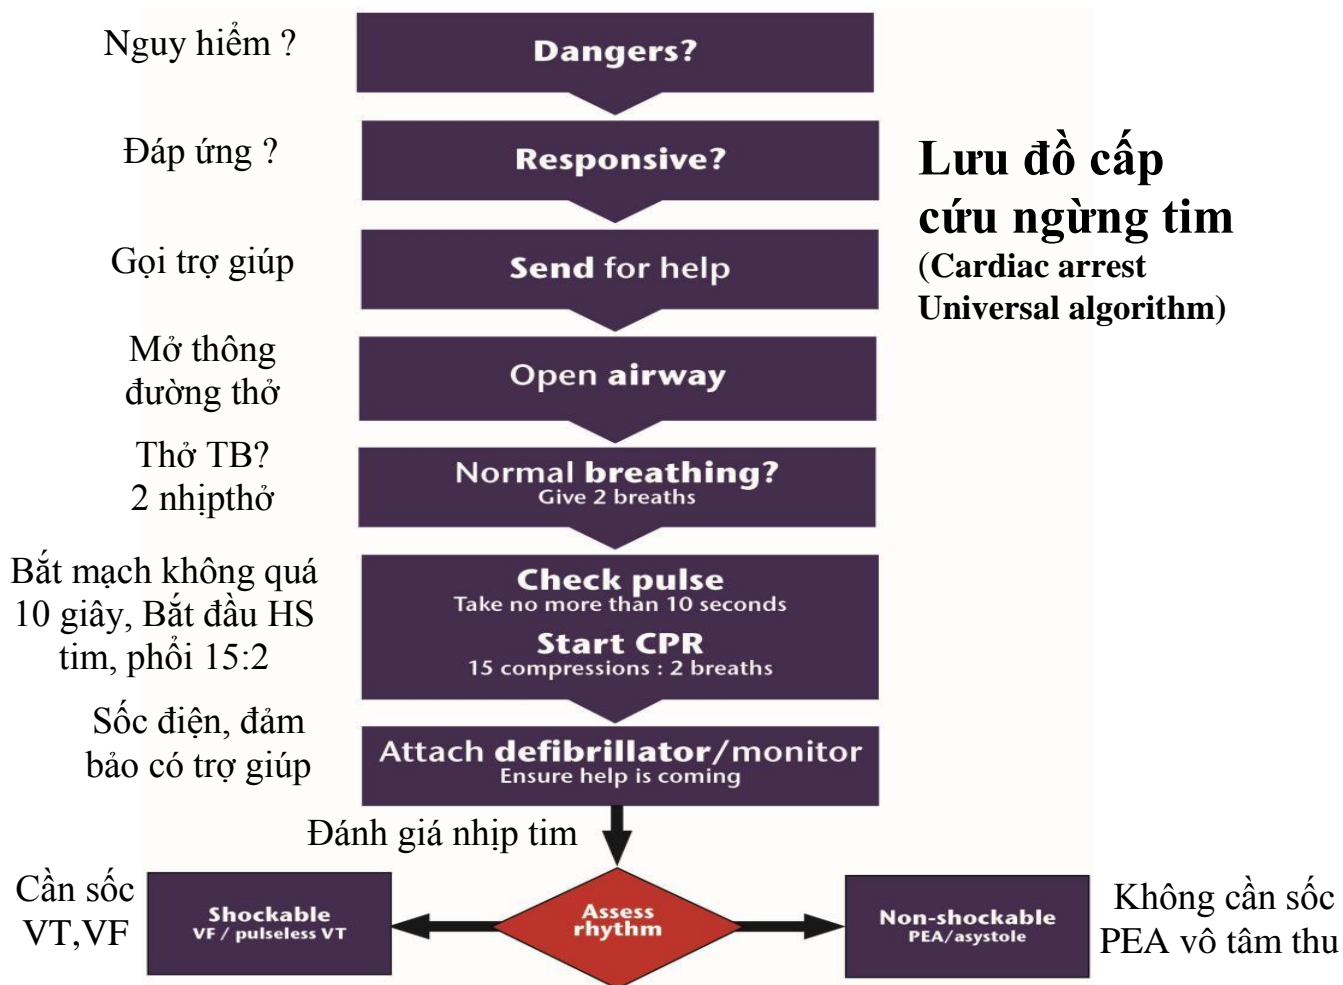 Nguy hiểm ?
Dangers?
Đáp ứng ?
Responsive?
Lưu đồ cấp
cứu ngừng tim
(Cardiac arrest
Universal algorithm)
Gọi trợ giúp
Send for help
Mở thông
đường thở
Open airway
Thở TB?
2 nhịpthở
Normal breathing?
Give 2 breaths
Bắt mạch không quá
10 giây, Bắt đầu HS
tim, phổi 15:2
Check pulse
Take no more than 10 seconds
Start CPR
15 compressions : 2 breaths
Sốc điện, đảm
bảo có trợ giúp
Attach defibrillator/monitor
Ensure help is coming
Đánh giá nhịp tim
Cần sốc
VT,VF
Shockable
VF / pulseless VT
Assess
rhythm
Non-shockable
PEA/asystole
Không cần sốc
PEA vô tâm thu